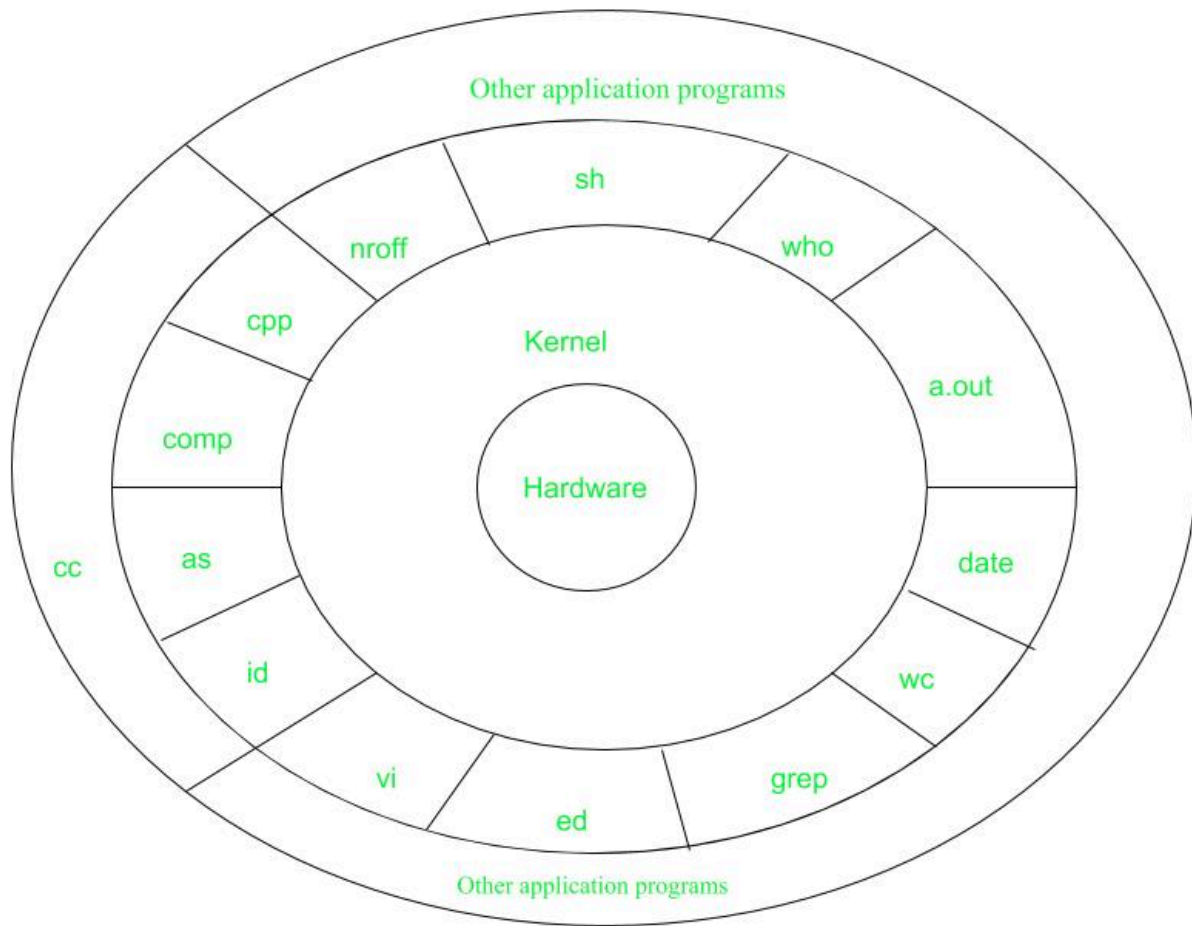 Other application programs
sh
nroff
who
cpp
Kernel
a.out
comp
Hardware
as
date
cc
id
wc
vi
grep
ed
Other application programs